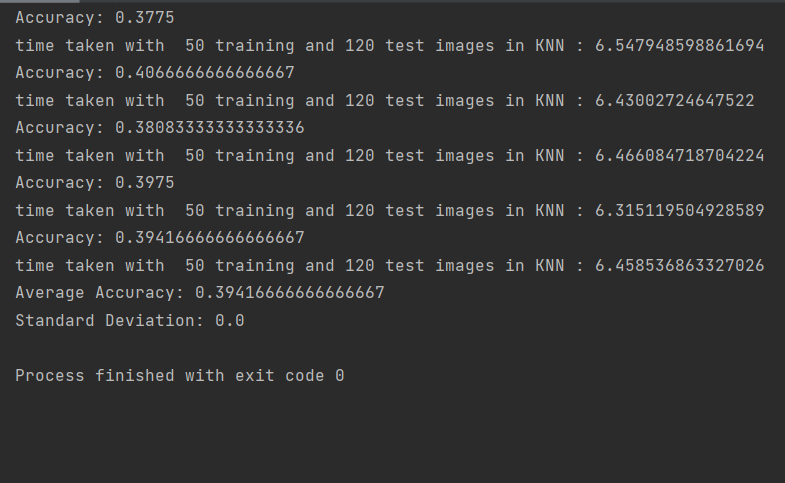 Accuracy: 0.3775
time taken with  50 training and 120 test images in KNN : 6.547948598861694
Accuracy: 0.4066666666666667
time taken with  50 training and 120 test images in KNN : 6.43002724647522
Accuracy: 0.38083333333333336
time taken with  50 training and 120 test images in KNN : 6.466084718704224
Accuracy: 0.3975
time taken with  50 training and 120 test images in KNN : 6.315119504928589
Accuracy: 0.39416666666666667
time taken with  50 training and 120 test images in KNN : 6.458536863327026
Average Accuracy: 0.39416666666666667
Standard Deviation: 0.0
Process finished with exit code 0